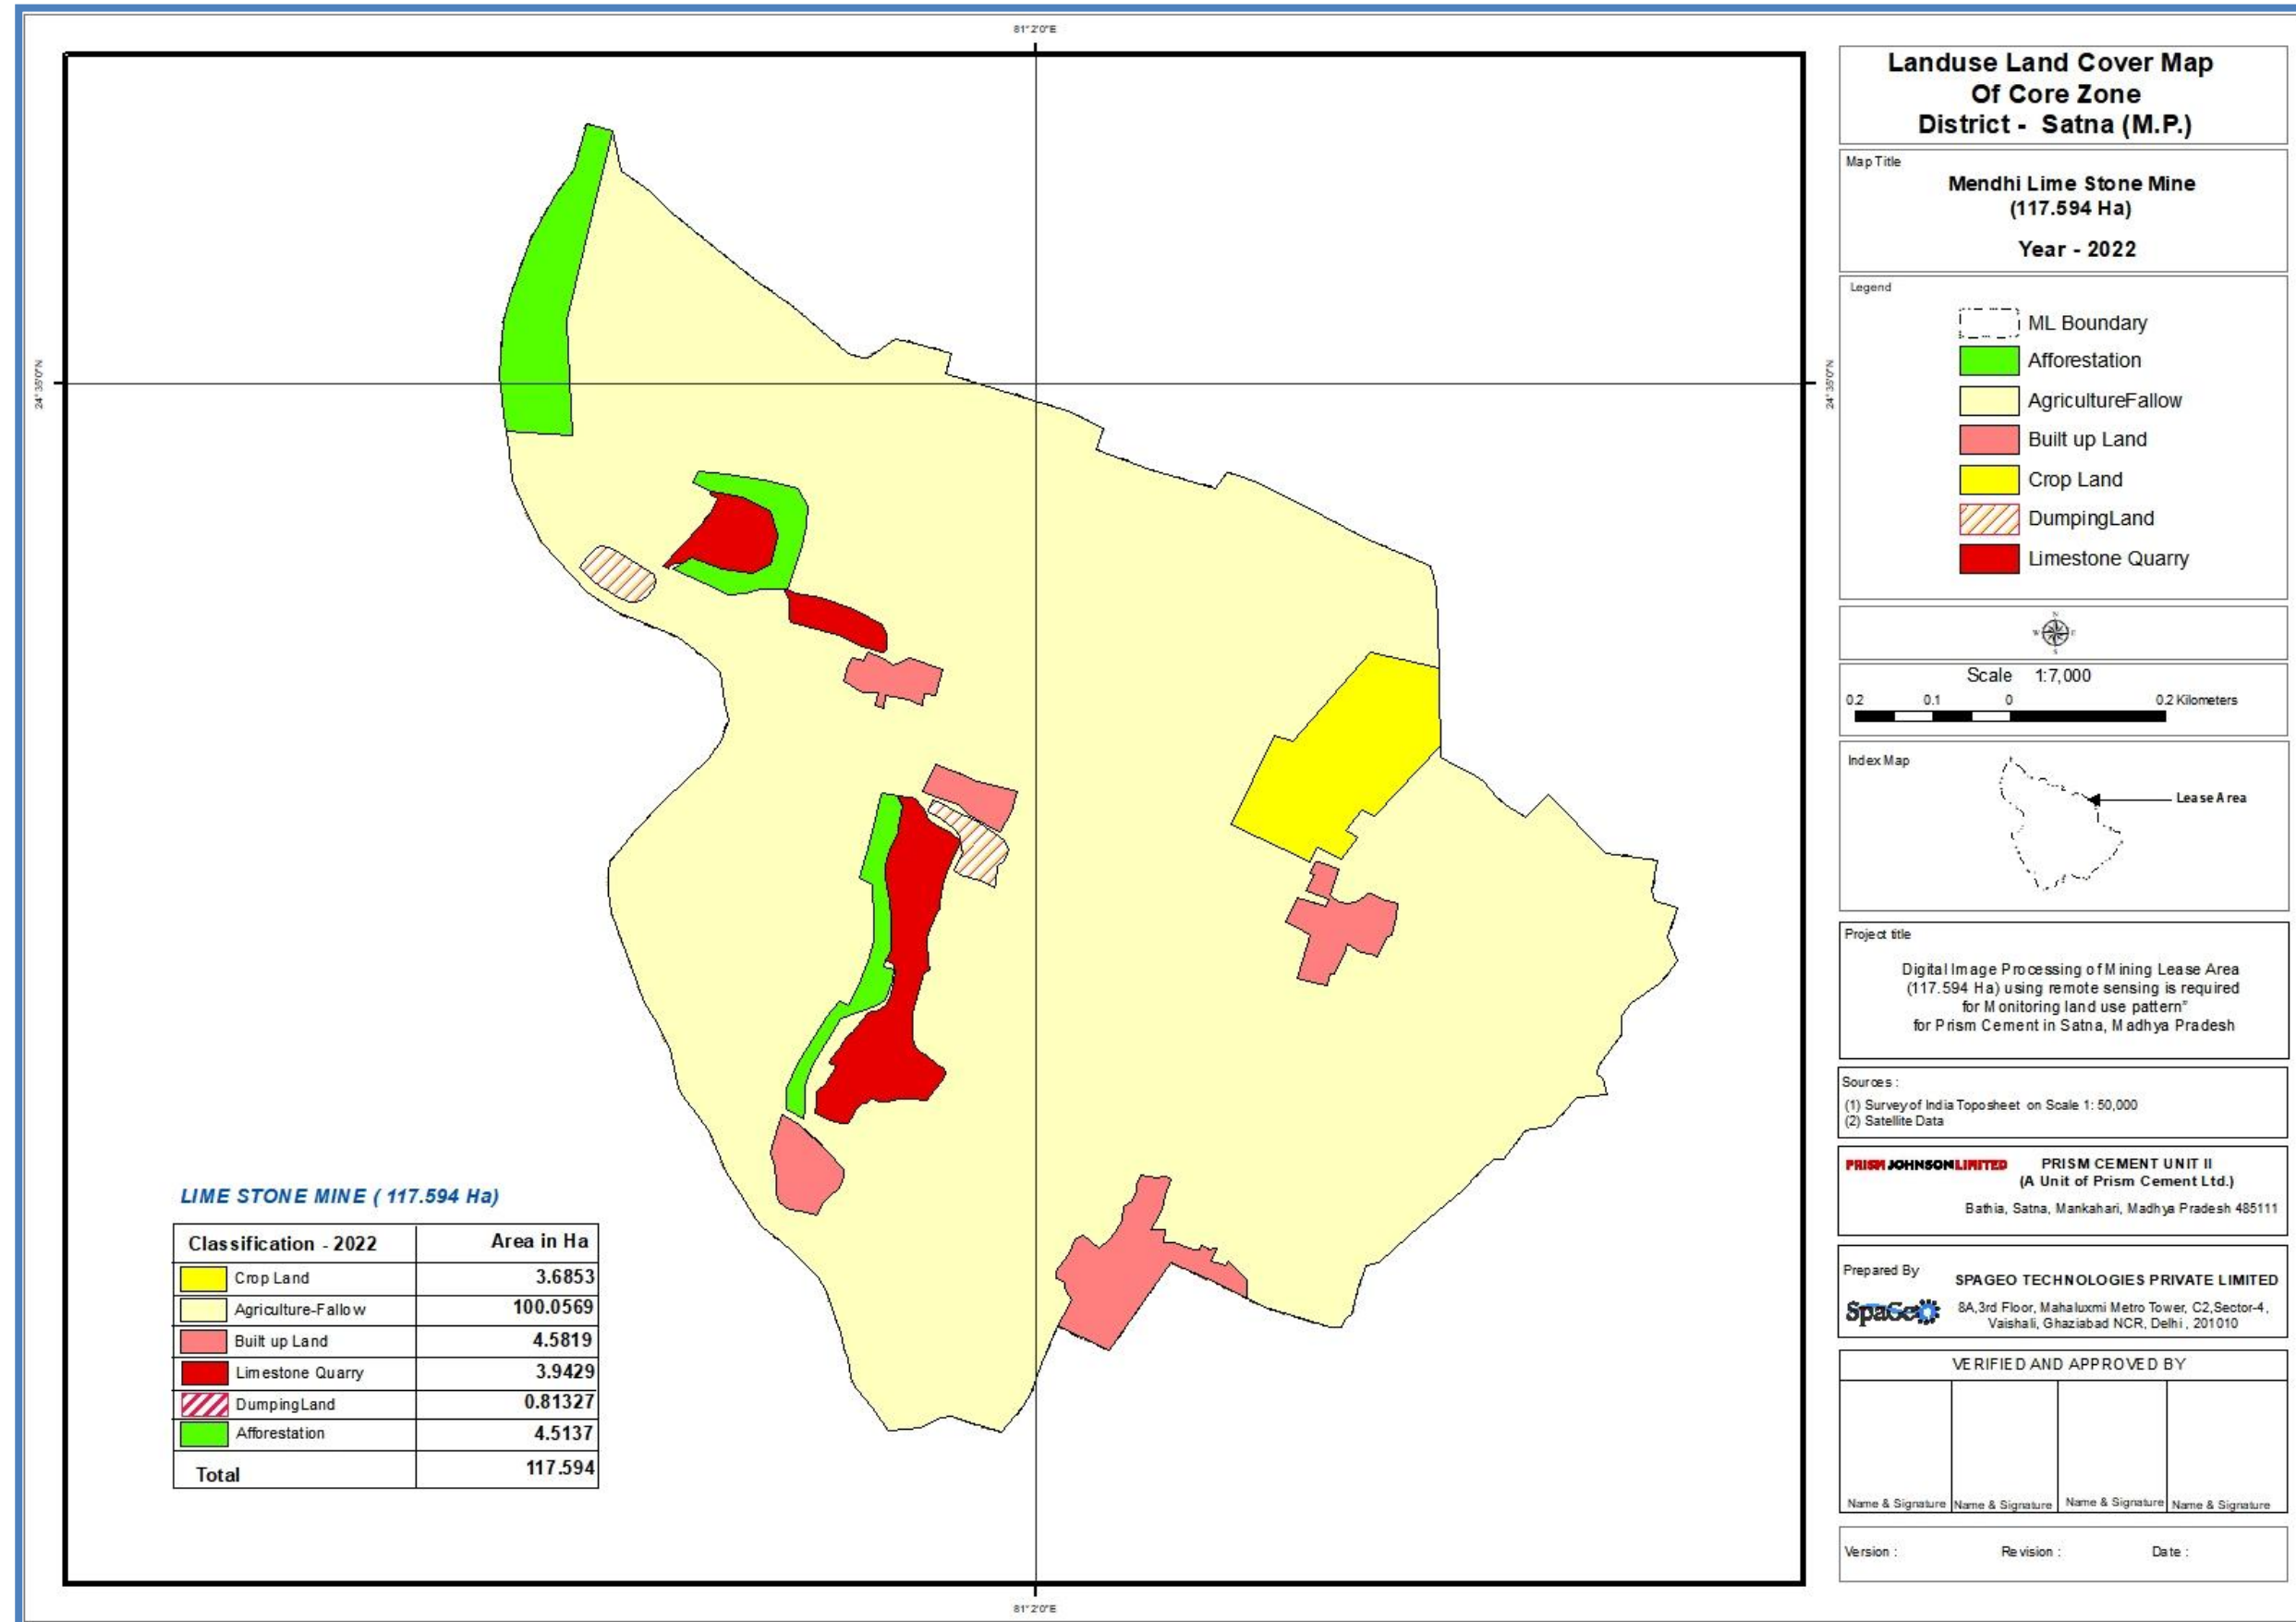 81°2'0"E
24°35'0"N
24°35'0"N
81°2'0"E
LIME STONE MINE ( 117.594 Ha)
Classification - 2022 Area in Ha
Crop Land 3.6853
Agriculture-Fallow 100.0569
Built up Land 4.5819
Limestone Quarry 3.9429
DumpingLand 0.81327
Afforestation 4.5137
Total 117.594
Landuse Land Cover Map
Of Core Zone
District - Satna (M.P.)
Map Title
Mendhi Lime Stone Mine
(117.594 Ha)
Year - 2022
Legend
ML Boundary
Afforestation
AgricultureFallow
Built up Land
Crop Land
DumpingLand
Limestone Quarry
N
W E
S
Scale 1:7,000
0.2 0.1 0 0.2 Kilometers
Index Map
Lease Area
Project title
Digital Image Processing of Mining Lease Area
(117.594 Ha) using remote sensing is required
for Monitoring land use pattern"
for Prism Cement in Satna, Madhya Pradesh
Sources :
(1) Survey of India Toposheet on Scale 1: 50,000
(2) Satellite Data
PRISM JOHNSON LIMITED PRISM CEMENT UNIT II
(A Unit of Prism Cement Ltd.)
Bathia, Satna, Mankahari, Madhya Pradesh 485111
Prepared By
SPAGEO TECHNOLOGIES PRIVATE LIMITED
SpaGeo 8A,3rd Floor, Mahaluxmi Metro Tower, C2,Sector-4,
Vaishali, Ghaziabad NCR, Delhi , 201010
VERIFIED AND APPROVED BY
Name & Signature Name & Signature Name & Signature Name & Signature
Version : Revision : Date :